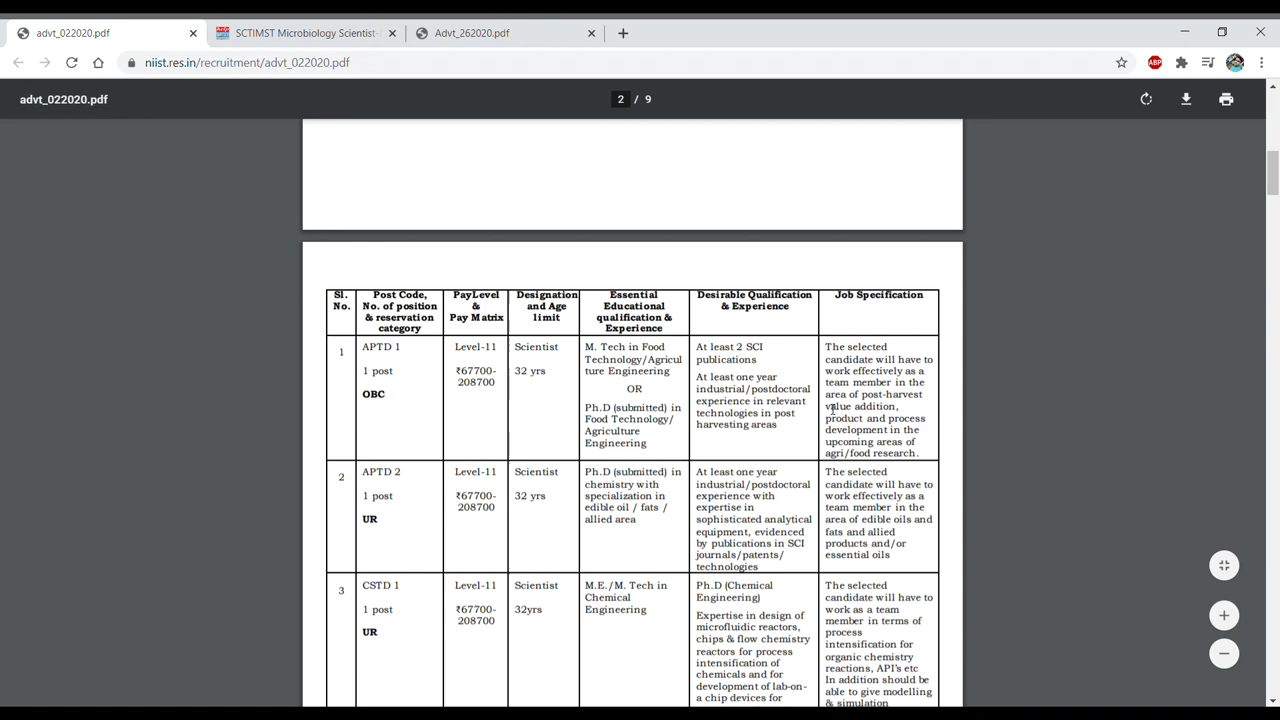 advt_022020.pdf
SCTIMST Microbiology Scientist-
Advt_262020.pdf
niist.res.in/recruitment/advt_022020.pdf
ABP
advt_022020.pdf
2 / 9
Sl.
No.
Post Code,
No. of position
& reservation
category
PayLevel
&
Pay Matrix
Designation
and Age
limit
Essential
Educational
qualification &
Experience
Desirable Qualification
& Experience
Job Specification
1
APTD 1
1 post
OBC
Level-11
₹67700-
208700
Scientist
32 yrs
M. Tech in Food
Technology/Agricul
ture Engineering
OR
Ph.D (submitted) in
Food Technology/
Agriculture
Engineering
At least 2 SCI
publications
At least one year
industrial/postdoctoral
experience in relevant
technologies in post
harvesting areas
The selected
candidate will have to
work effectively as a
team member in the
area of post-harvest
value addition,
product and process
development in the
upcoming areas of
agri/food research.
2
APTD 2
1 post
UR
Level-11
₹67700-
208700
Scientist
32 yrs
Ph.D (submitted) in
chemistry with
specialization in
edible oil / fats /
allied area
At least one year
industrial/postdoctoral
experience with
expertise in
sophisticated analytical
equipment, evidenced
by publications in SCI
journals/patents/
technologies
The selected
candidate will have to
work effectively as a
team member in the
area of edible oils and
fats and allied
products and/or
essential oils
3
CSTD 1
1 post
UR
Level-11
₹67700-
208700
Scientist
32yrs
M.E./M. Tech in
Chemical
Engineering
Ph.D (Chemical
Engineering)
Expertise in design of
microfluidic reactors,
chips & flow chemistry
reactors for process
intensification of
chemicals and for
development of lab-on-
a chip devices for
The selected
candidate will have to
work as a team
member in terms of
process
intensification for
organic chemistry
reactions, API's etc
In addition should be
able to give modelling
& simulation